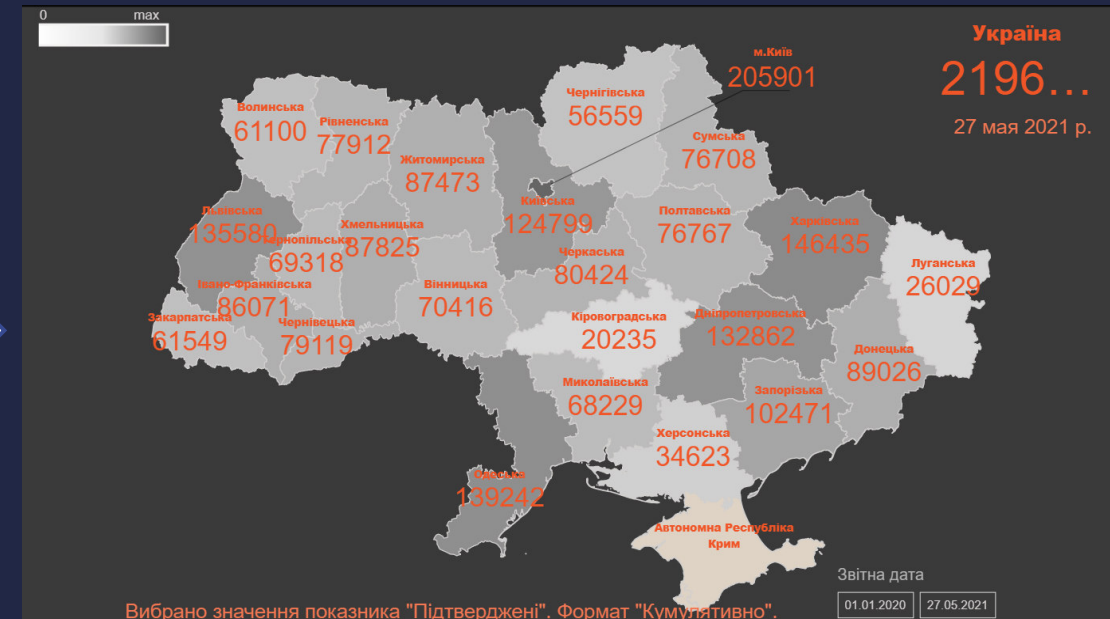 0 max
Україна
2196...
27 мая 2021 р.
м.Київ
205901
Чернігівська
56559
Волинська
61100
Рівненська
77912
Сумська
76708
Житомирська
87473
Київська
124799
Львівська
135580
Тернопільська
69318
Хмельницька
87825
Полтавська
76767
Харківська
146435
Черкаська
80424
Луганська
26029
Івано-Франківська
86071
Вінницька
70416
Закарпатська
61549
Чернівецька
79119
Кіровоградська
20235
Дніпропетровська
132862
Донецька
89026
Миколаївська
68229
Запорізька
102471
Херсонська
34623
Одеська
139242
Автономна Республіка
Крим
Звітна дата
01.01.2020 27.05.2021
Вибрано значення показника "Підтверджені". Формат "Кумулятивно".